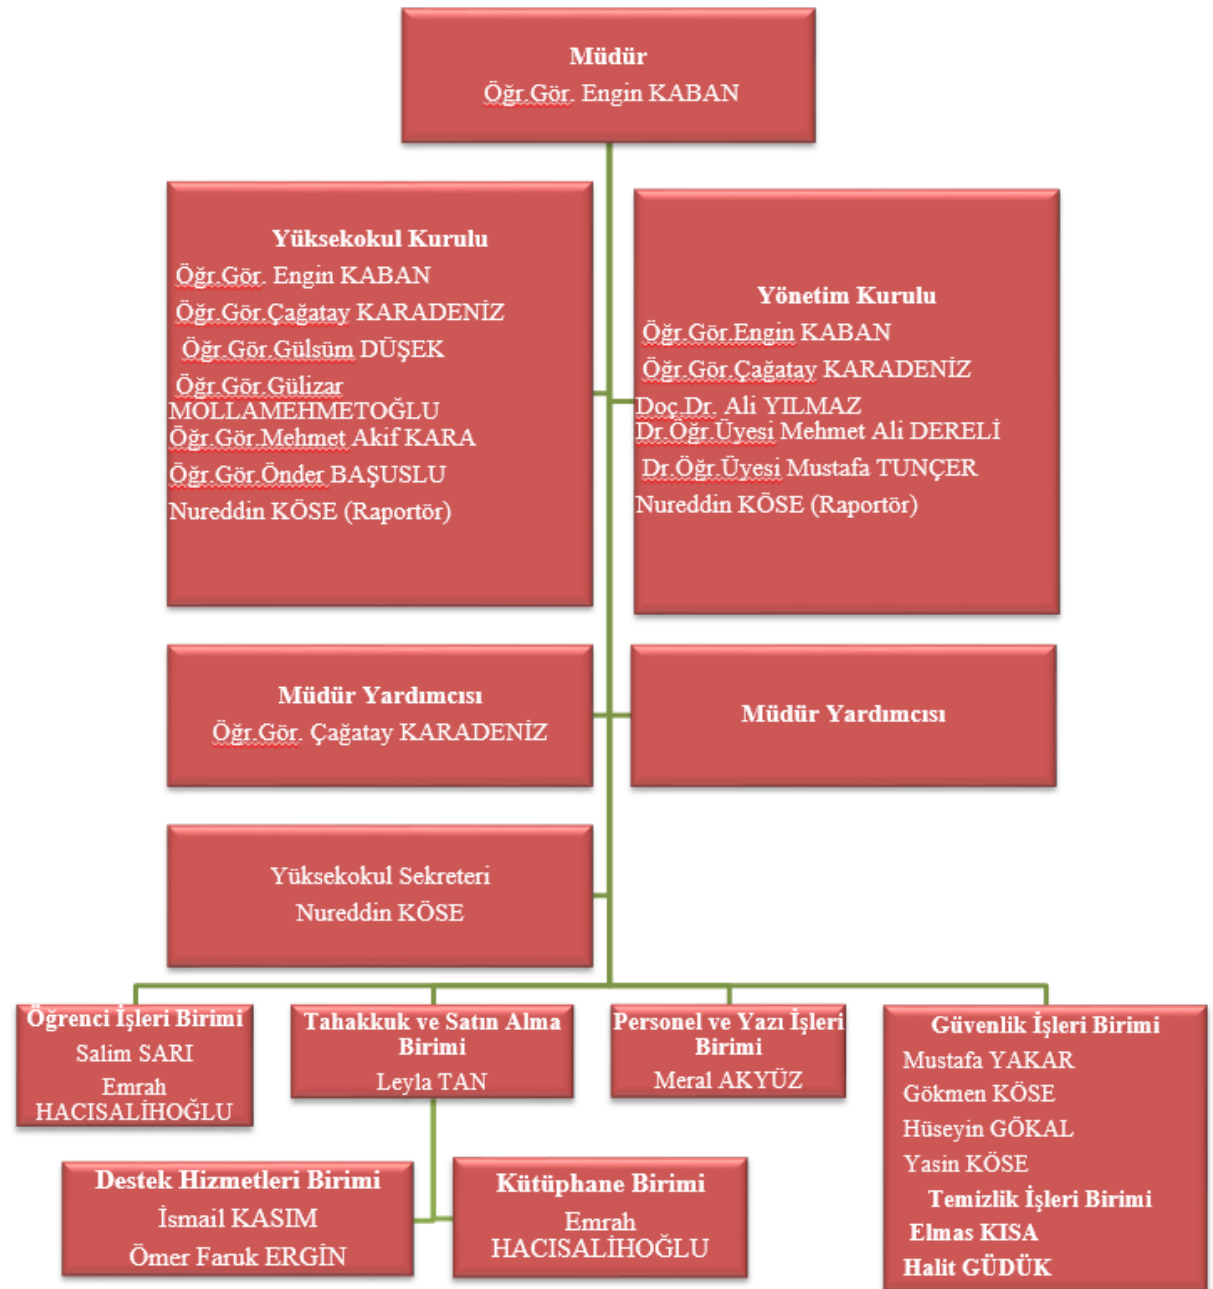 Müdür
Öğr.Gör. Engin KABAN
Yüksekokul Kurulu
Öğr.Gör. Engin KABAN
Öğr.Gör.Çağatay KARADENİZ
Öğr.Gör.Gülsüm DÜŞEK
Öğr.Gör.Gülizar
MOLLAMEHMETOĞLU
Öğr.Gör.Mehmet Akif KARA
Öğr.Gör.Önder BAŞUSLU
Nureddin KÖSE (Raportör)
Yönetim Kurulu
Öğr.Gör.Engin KABAN
Öğr.Gör.Çağatay KARADENİZ
Doç.Dr. Ali YILMAZ
Dr.Öğr.Üyesi Mehmet Ali DERELİ
Dr.Öğr.Üyesi Mustafa TUNÇER
Nureddin KÖSE (Raportör)
Müdür Yardımcısı
Öğr.Gör. Çağatay KARADENİZ
Müdür Yardımcısı
Yüksekokul Sekreteri
Nureddin KÖSE
Öğrenci İşleri Birimi
Salim SARI
Emrah
HACISALİHOĞLU
Tahakkuk ve Satın Alma
Birimi
Leyla TAN
Personel ve Yazı İşleri
Birimi
Meral AKYÜZ
Güvenlik İşleri Birimi
Mustafa YAKAR
Gökmen KÖSE
Hüseyin GÖKAL
Yasin KÖSE
Temizlik İşleri Birimi
Elmas KISA
Halit GÜDÜK
Destek Hizmetleri Birimi
İsmail KASIM
Ömer Faruk ERGİN
Kütüphane Birimi
Emrah
HACISALİHOĞLU